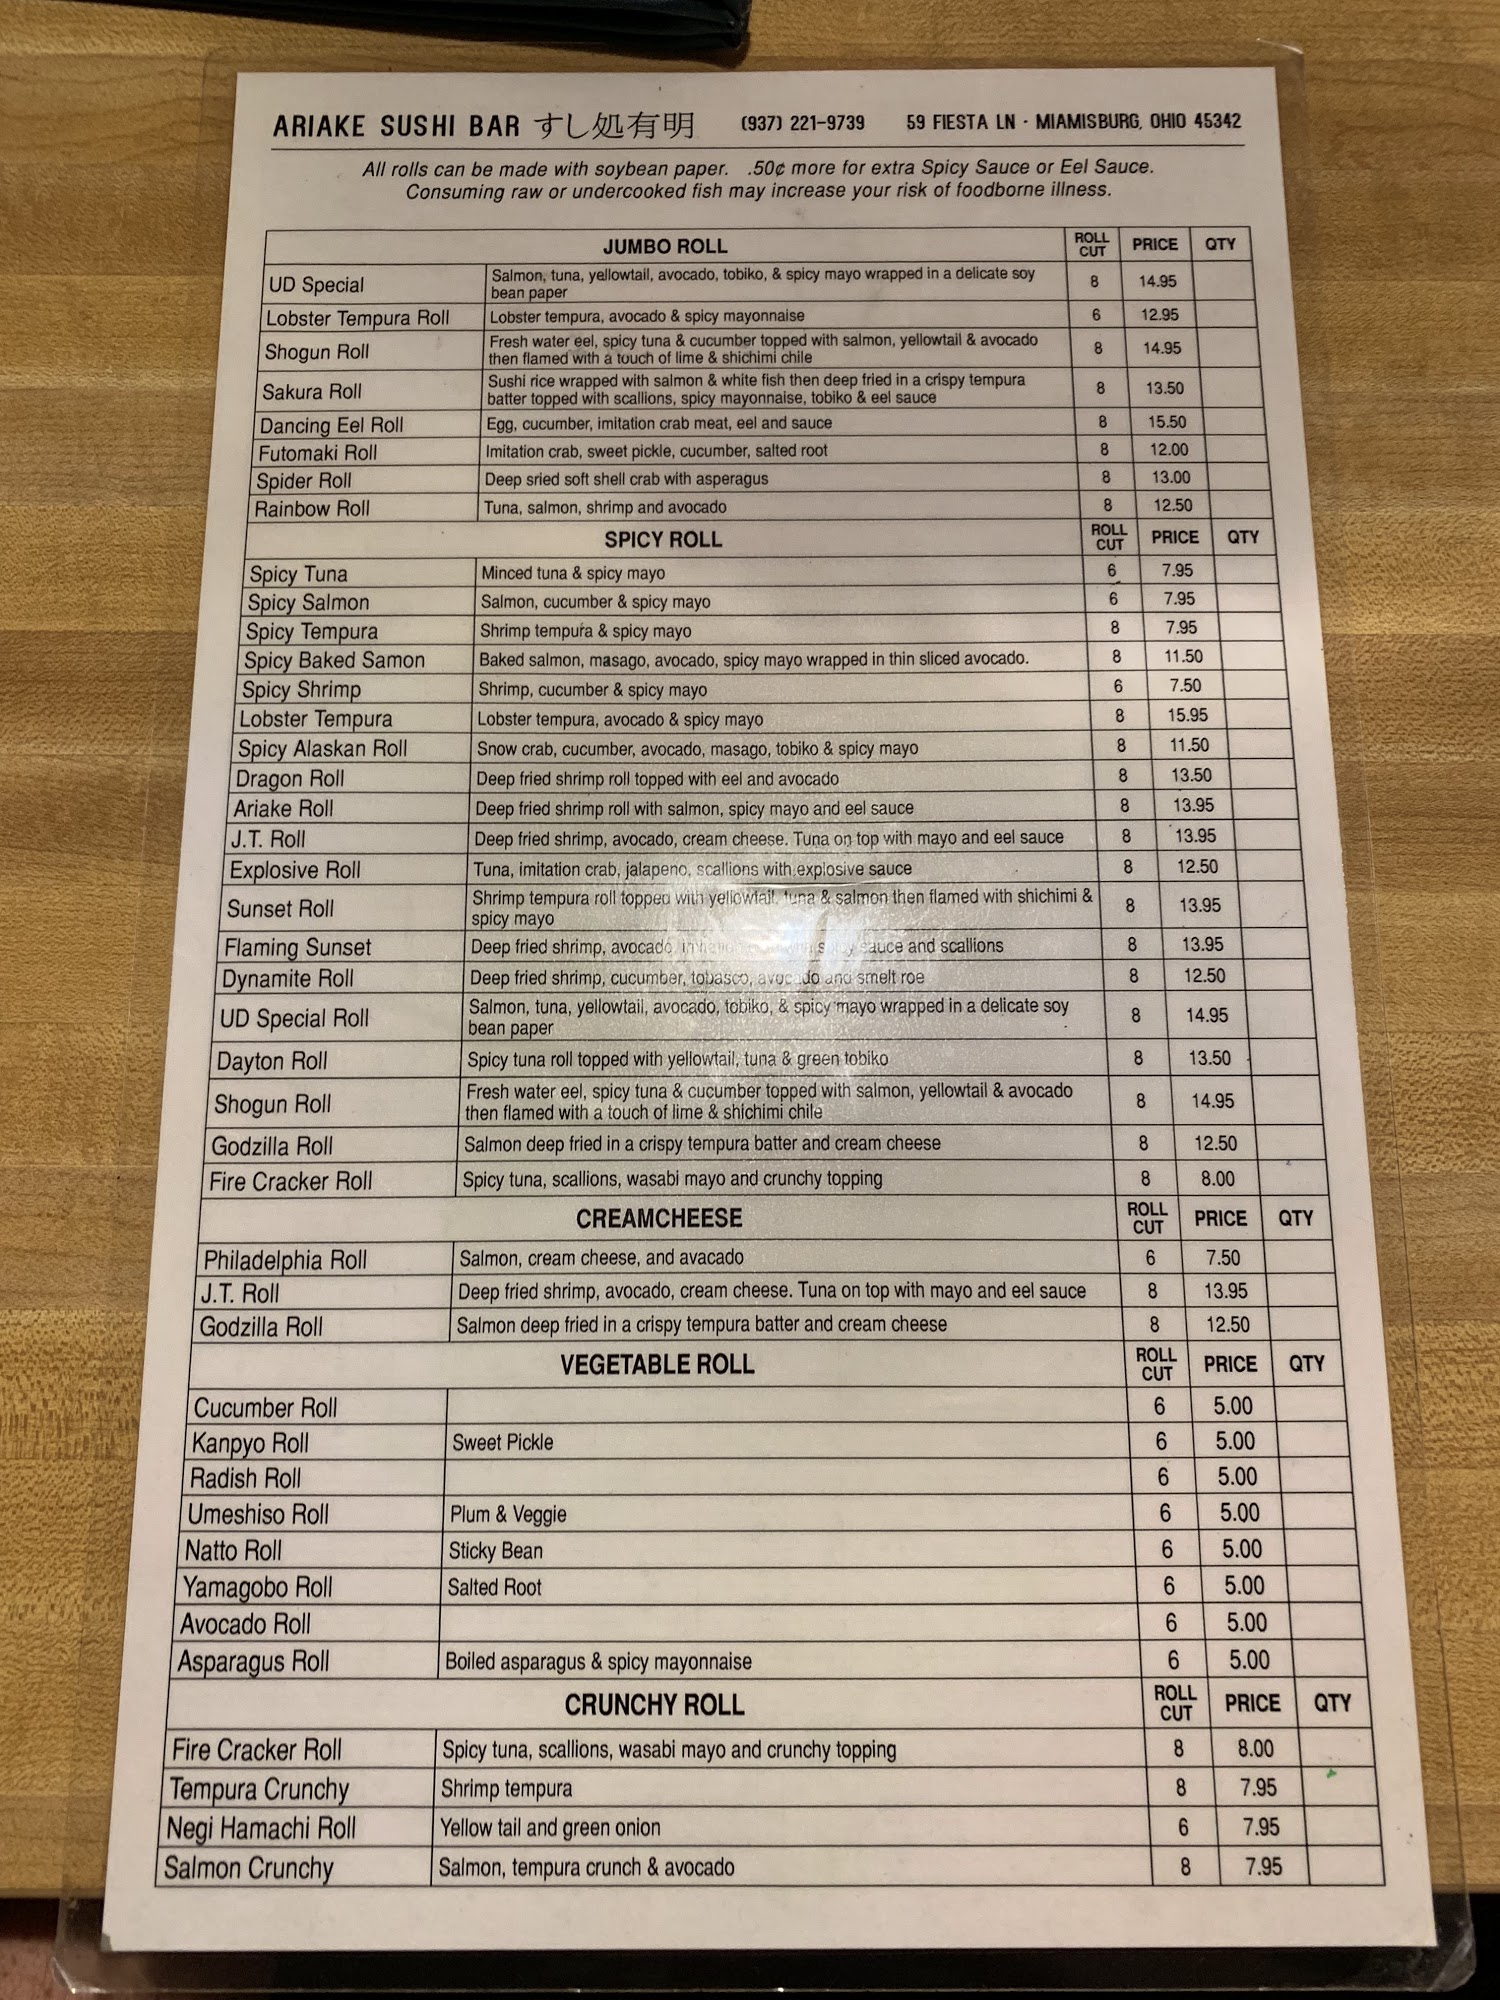 ARIAKE SUSHI BAR すし処有明 (937) 221-9739 59 FIESTA LN · MIAMISBURG, OHIO 45342
All rolls can be made with soybean paper. .50¢ more for extra Spicy Sauce or Eel Sauce.
Consuming raw or undercooked fish may increase your risk of foodborne illness.
JUMBO ROLL ROLL CUT PRICE QTY
UD Special Salmon, tuna, yellowtail, avocado, tobiko, & spicy mayo wrapped in a delicate soy 8 14.95
bean paper
Lobster Tempura Roll Lobster tempura, avocado & spicy mayonnaise 6 12.95
Shogun Roll Fresh water eel, spicy tuna & cucumber topped with salmon, yellowtail & avocado 8 14.95
then flamed with a touch of lime & shichimi chile
Sakura Roll Sushi rice wrapped with salmon & white fish then deep fried in a crispy tempura 8 13.50
batter topped with scallions, spicy mayonnaise, tobiko & eel sauce
Dancing Eel Roll Egg, cucumber, imitation crab meat, eel and sauce 8 15.50
Futomaki Roll Imitation crab, sweet pickle, cucumber, salted root 8 12.00
Spider Roll Deep sried soft shell crab with asperagus 8 13.00
Rainbow Roll Tuna, salmon, shrimp and avocado 8 12.50
SPICY ROLL ROLL CUT PRICE QTY
Spicy Tuna Minced tuna & spicy mayo 6 7.95
Spicy Salmon Salmon, cucumber & spicy mayo 6 7.95
Spicy Tempura Shrimp tempura & spicy mayo 8 7.95
Spicy Baked Samon Baked salmon, masago, avocado, spicy mayo wrapped in thin sliced avocado. 8 11.50
Spicy Shrimp Shrimp, cucumber & spicy mayo 6 7.50
Lobster Tempura Lobster tempura, avocado & spicy mayo 8 15.95
Spicy Alaskan Roll Snow crab, cucumber, avocado, masago, tobiko & spicy mayo 8 11.50
Dragon Roll Deep fried shrimp roll topped with eel and avocado 8 13.50
Ariake Roll Deep fried shrimp roll with salmon, spicy mayo and eel sauce 8 13.95
J.T. Roll Deep fried shrimp, avocado, cream cheese. Tuna on top with mayo and eel sauce 8 13.95
Explosive Roll Tuna, imitation crab, jalapeno, scallions with explosive sauce 8 12.50
Sunset Roll Shrimp tempura roll topped with yellowtail, tuna & salmon then flamed with shichimi & 8 13.95
spicy mayo
Flaming Sunset Deep fried shrimp, avocado sauce and scallions 8 13.95
Dynamite Roll Deep fried shrimp, cucumber, tobasco, avocado and smelt roe 8 12.50
UD Special Roll Salmon, tuna, yellowtail, avocado, tobiko, & spicy mayo wrapped in a delicate soy 8 14.95
bean paper
Dayton Roll Spicy tuna roll topped with yellowtail, tuna & green tobiko 8 13.50
Shogun Roll Fresh water eel, spicy tuna & cucumber topped with salmon, yellowtail & avocado 8 14.95
then flamed with a touch of lime & shichimi chile
Godzilla Roll Salmon deep fried in a crispy tempura batter and cream cheese 8 12.50
Fire Cracker Roll Spicy tuna, scallions, wasabi mayo and crunchy topping 8 8.00
CREAMCHEESE ROLL CUT PRICE QTY
Philadelphia Roll Salmon, cream cheese, and avacado 6 7.50
J.T. Roll Deep fried shrimp, avocado, cream cheese. Tuna on top with mayo and eel sauce 8 13.95
Godzilla Roll Salmon deep fried in a crispy tempura batter and cream cheese 8 12.50
VEGETABLE ROLL ROLL CUT PRICE QTY
Cucumber Roll 6 5.00
Kanpyo Roll Sweet Pickle 6 5.00
Radish Roll 6 5.00
Umeshiso Roll Plum & Veggie 6 5.00
Natto Roll Sticky Bean 6 5.00
Yamagobo Roll Salted Root 6 5.00
Avocado Roll 6 5.00
Asparagus Roll Boiled asparagus & spicy mayonnaise 6 5.00
CRUNCHY ROLL ROLL CUT PRICE QTY
Fire Cracker Roll Spicy tuna, scallions, wasabi mayo and crunchy topping 8 8.00
Tempura Crunchy Shrimp tempura 8 7.95
Negi Hamachi Roll Yellow tail and green onion 6 7.95
Salmon Crunchy Salmon, tempura crunch & avocado 8 7.95